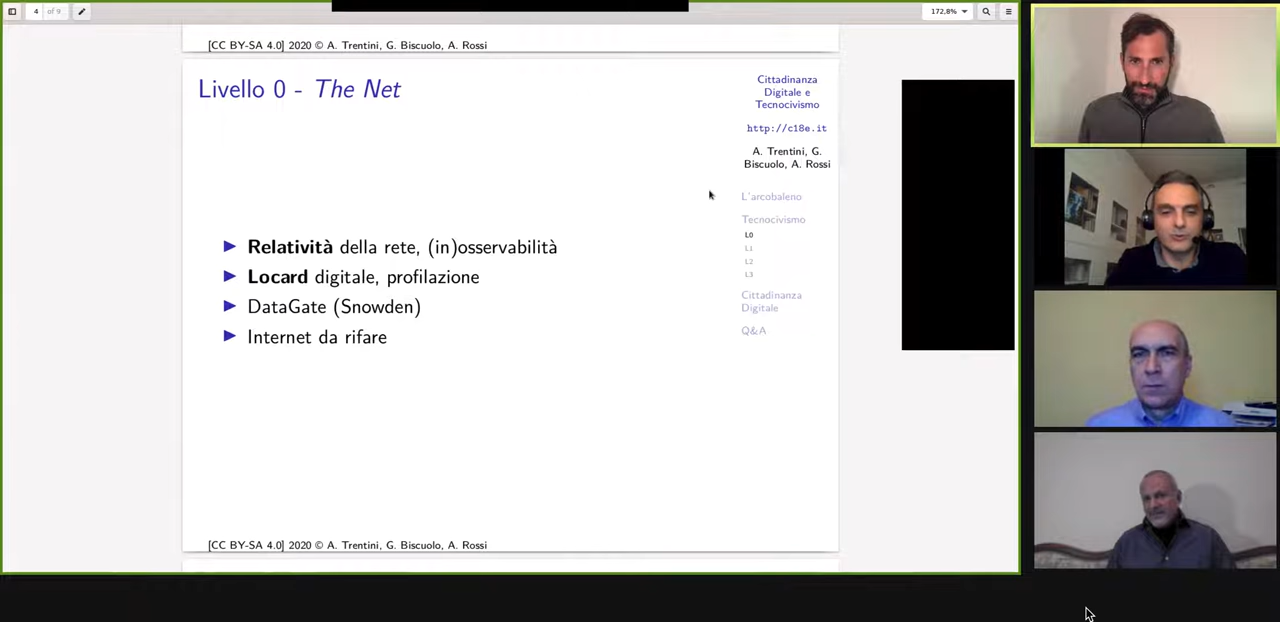 4 of 9
172,8%
[CC BY-SA 4.0] 2020 © A. Trentini, G. Biscuolo, A. Rossi
Livello 0 - The Net
Relatività della rete, (in)osservabilità
Locard digitale, profilazione
DataGate (Snowden)
Internet da rifare
Cittadinanza
Digitale e
Tecnocivismo
http://c18e.it
A. Trentini, G.
Biscuolo, A. Rossi
L'arcobaleno
Tecnocivismo
L0
L1
L2
L3
Cittadinanza
Digitale
Q&A
[CC BY-SA 4.0] 2020 © A. Trentini, G. Biscuolo, A. Rossi